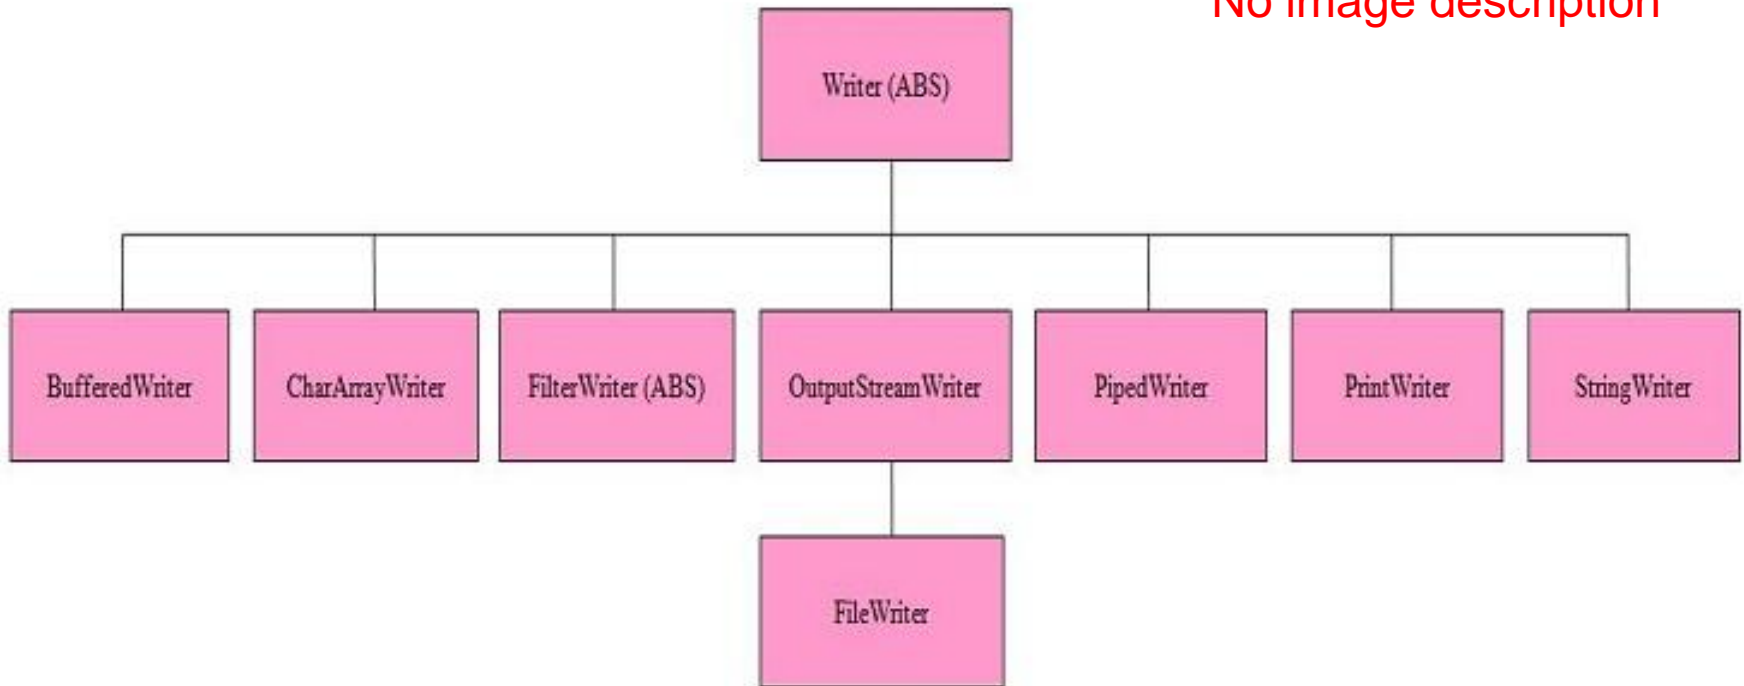 No image description
Writer (ABS)
BufferedWriter
CharArrayWriter
FilterWriter (ABS)
OutputStreamWriter
PipedWriter
PrintWriter
StringWriter
FileWriter